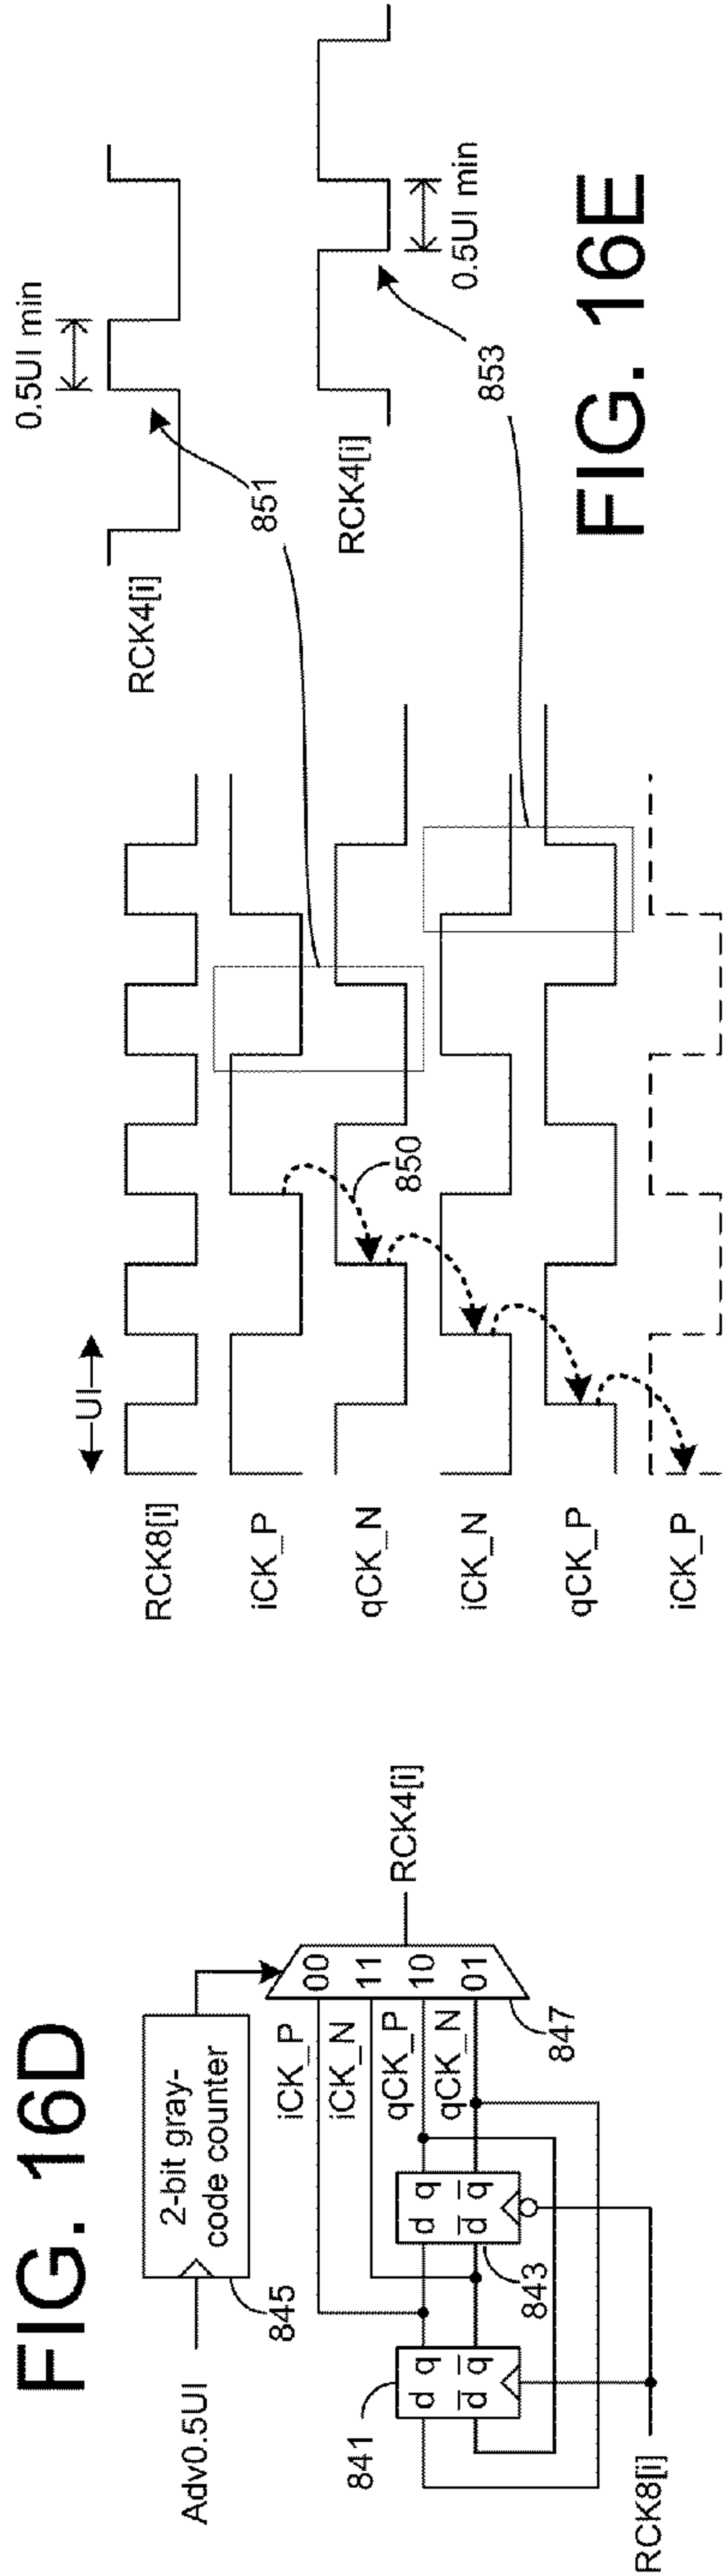 FIG. 16D
Adv0.5UI
2-bit gray-
code counter
845
iCK_P
iCK_N
qCK_P
qCK_N
00
11
10
01
RCK4[i]
847
841
d q
d q
843
d q
d q
RCK8[i]
UI
RCK8[i]
iCK_P
qCK_N
iCK_N
qCK_P
iCK_P
850
851
853
RCK4[i]
0.5UI min
RCK4[i]
0.5UI min
FIG. 16E